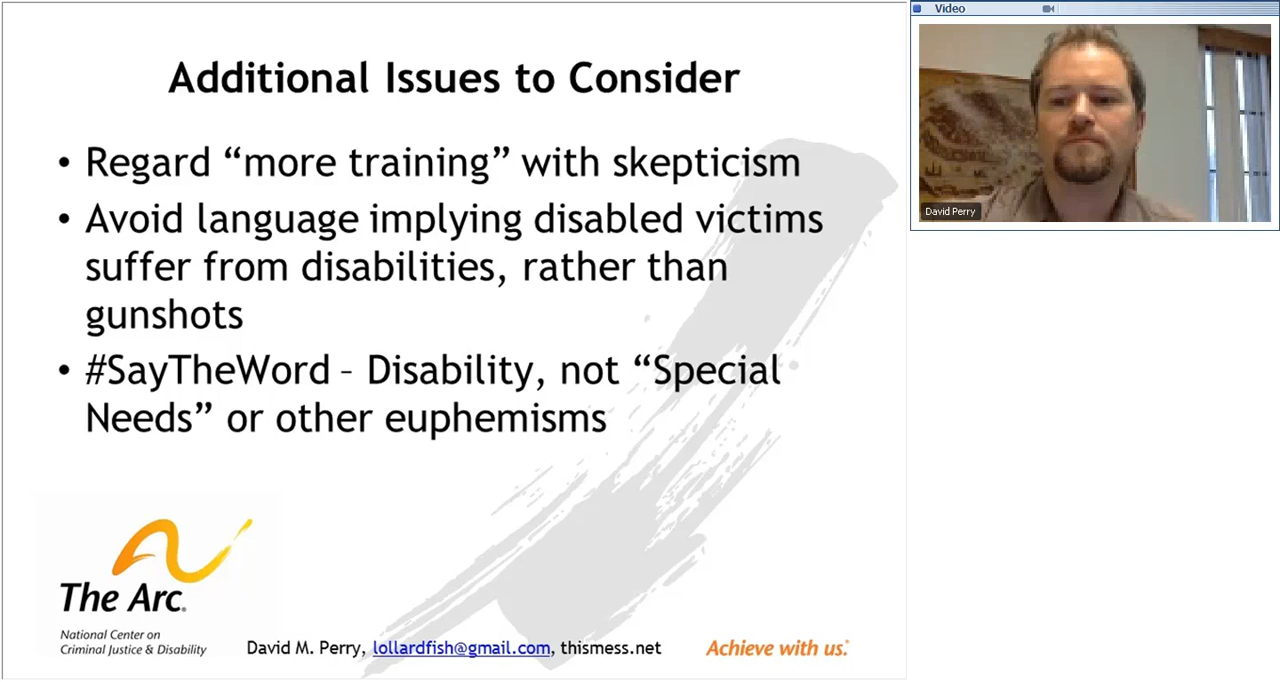 Additional Issues to Consider
• Regard “more training” with skepticism
• Avoid language implying disabled victims
suffer from disabilities, rather than
gunshots
• #SayTheWord – Disability, not “Special
Needs” or other euphemisms
The Arc®
National Center on
Criminal Justice & Disability
David M. Perry, lollardfish@gmail.com, thismess.net
Achieve with us.®
Video
David Perry